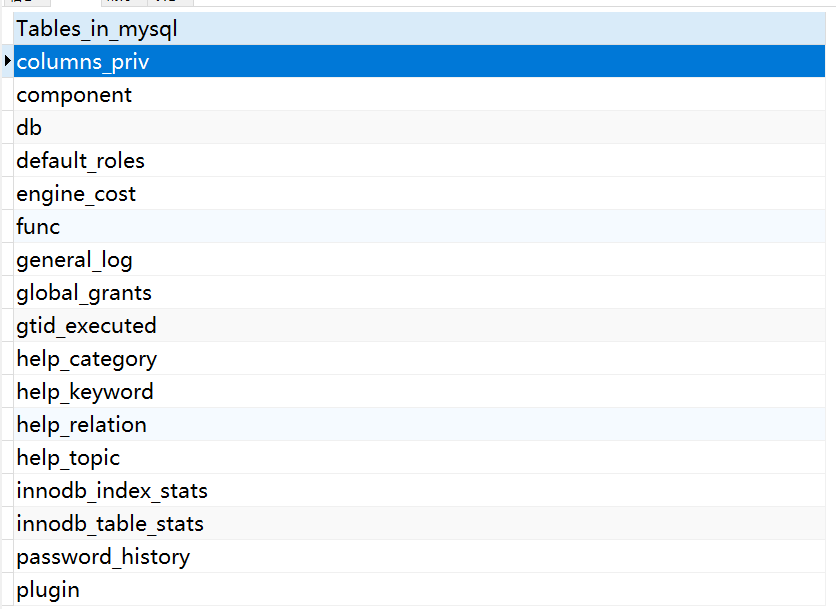 Tables_in_mysql
columns_priv
component
db
default_roles
engine_cost
func
general_log
global_grants
gtid_executed
help_category
help_keyword
help_relation
help_topic
innodb_index_stats
innodb_table_stats
password_history
plugin